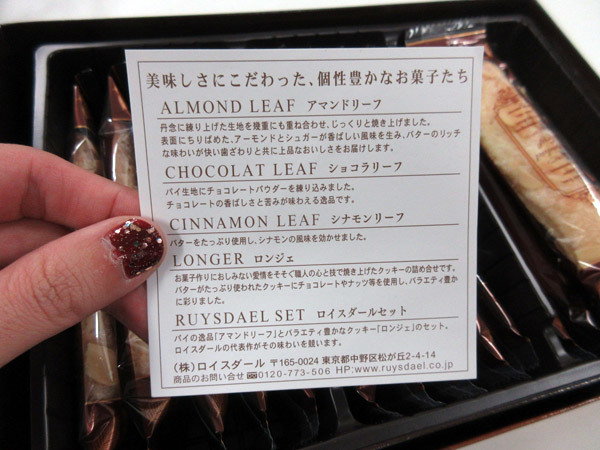 美味しさにこだわった、個性豊かなお菓子たち
ALMOND LEAF アマンドリーフ
丹念に練り上げた生地を幾重にも重ね合わせ、じっくりと焼き上げました。
表面にちりばめた、アーモンドとシュガーが香ばしい風味を生み、バターのリッチ
な味わいが快い歯ざわりと共に上品なおいしさをお届けします。
CHOCOLAT LEAF ショコラリーフ
パイ生地にチョコレートパウダーを練り込みました。
チョコレートの香ばしさと苦みが味わえる逸品です。
CINNAMON LEAF シナモンリーフ
バターをたっぷり使用し、シナモンの風味を効かせました。
LONGER ロンジェ
お菓子作りにおしみない愛情をそそぐ職人の心と技で焼き上げたクッキーの詰め合せです。
バターがたっぷり使われたクッキーにチョコレートやナッツ等を使用し、バラエティ豊か
に彩りました。
RUYSDAEL SET ロイスダールセット
パイの逸品「アマンドリーフ」とバラエティ豊かなクッキー「ロンジェ」のセット。
ロイスダールの代表作がその味わいを競います。
(株)ロイスダール 〒165-0024 東京都中野区松が丘2-4-14
商品のお問い合せ 0120-773-506 HP:www.ruysdael.co.jp